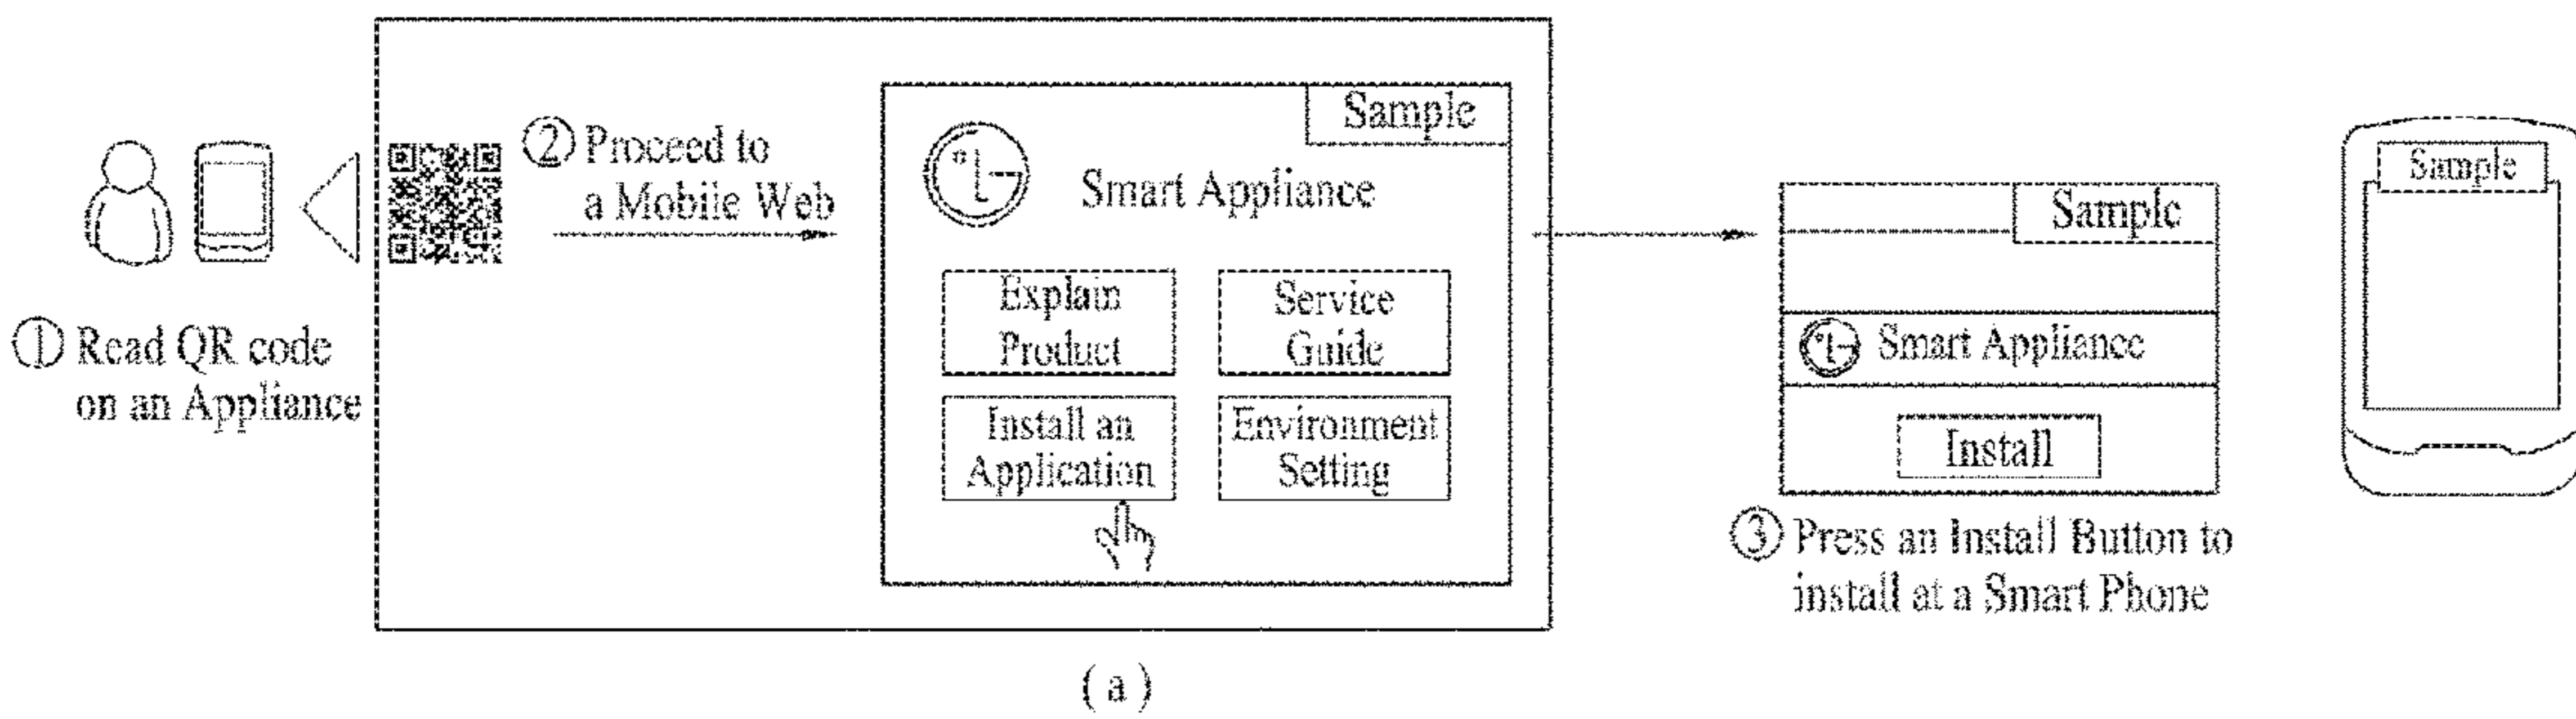 ① Read QR code
on an Appliance
② Proceed to
a Mobile Web
Sample
Smart Appliance
Explain
Product
Service
Guide
Install an
Application
Environment
Setting
Sample
Smart Appliance
Install
③ Press an Install Button to
install at a Smart Phone
Sample
( a )